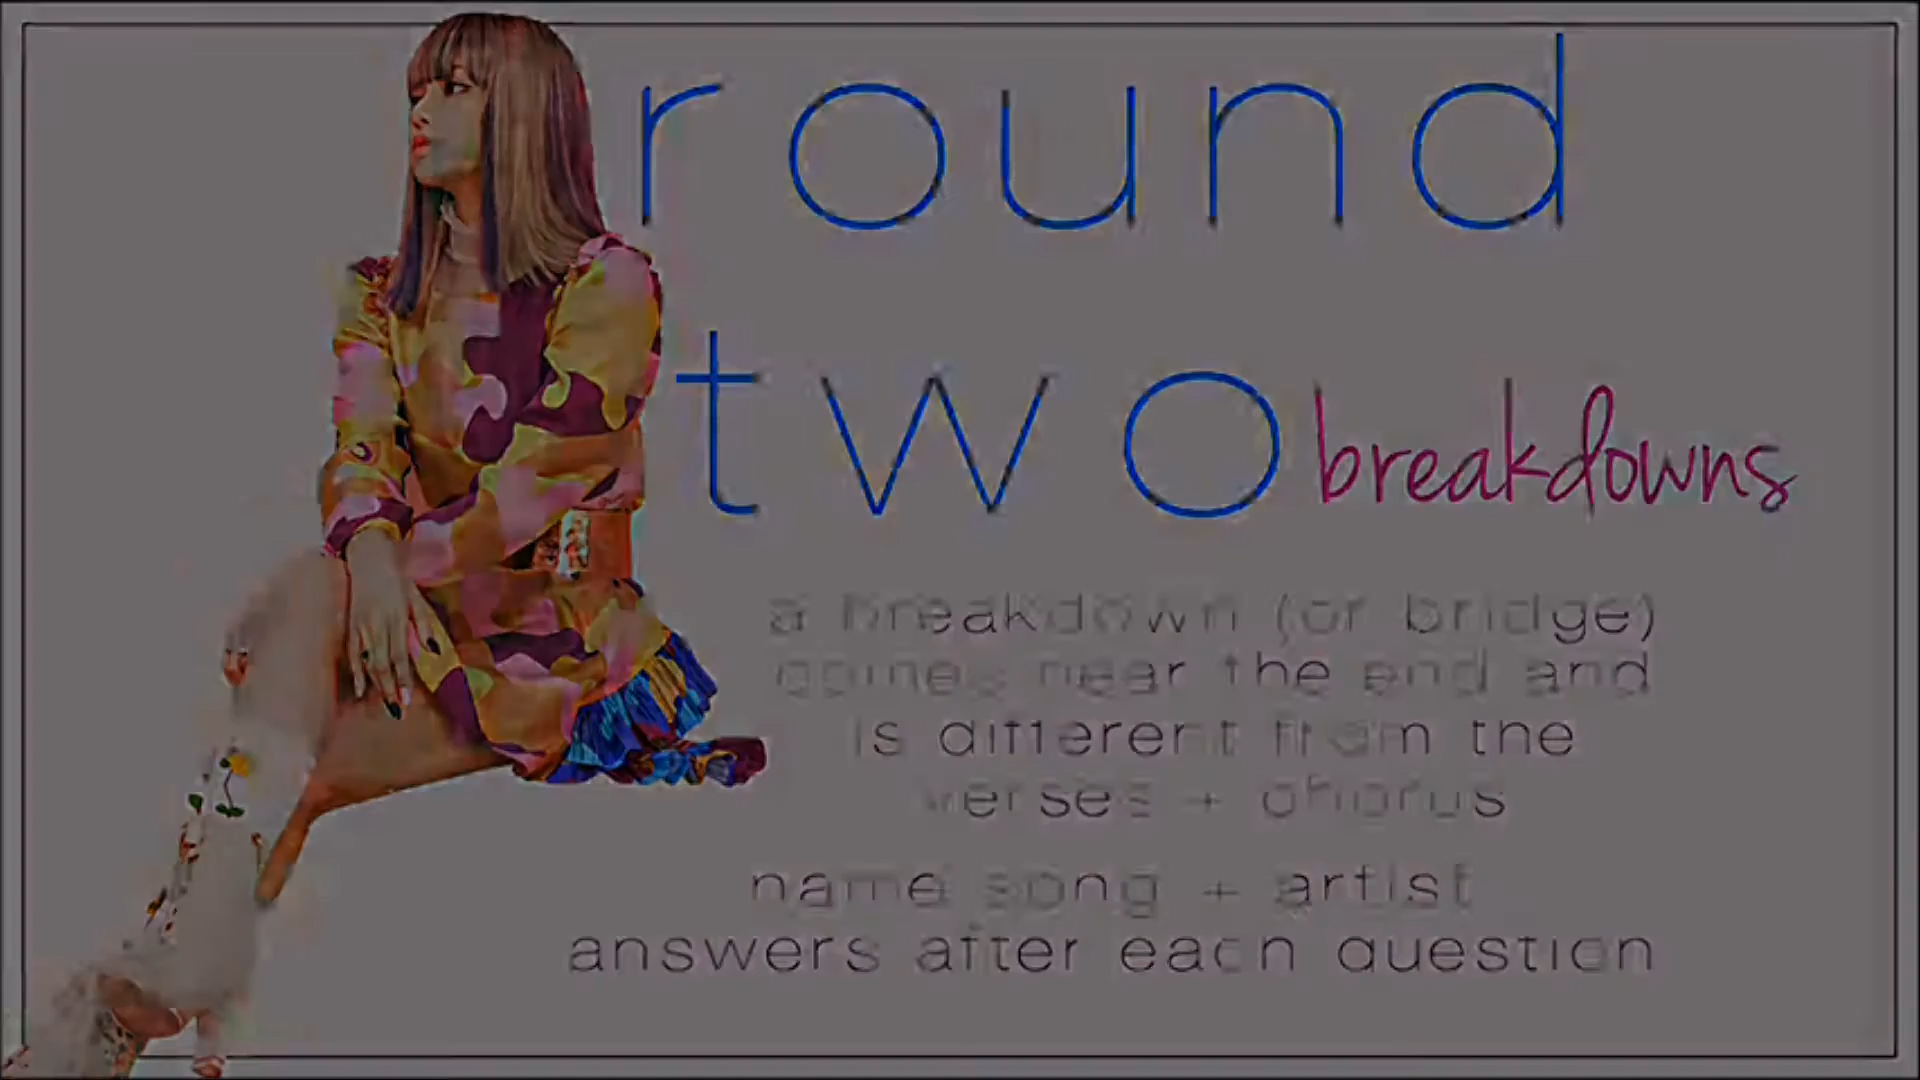 round
two breakdowns
a breakdown (or bridge)
comes near the end and
is different from the
verses + chorus
name song + artist
answers after each question